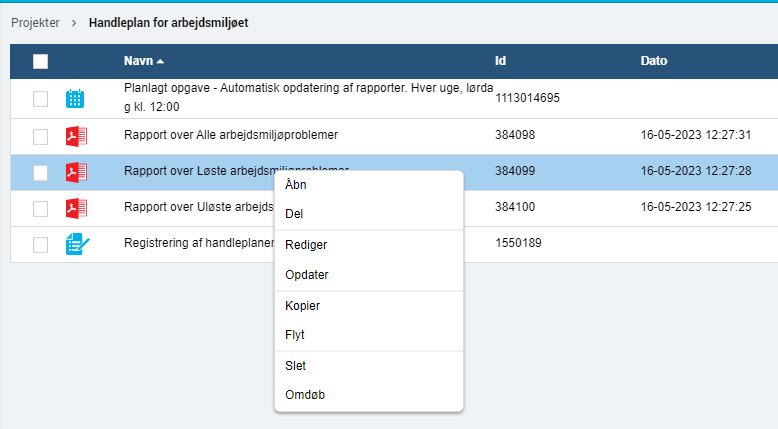 Projekter > Handleplan for arbejdsmiljøet
Navn Id Dato
Planlagt opgave - Automatisk opdatering af rapporter. Hver uge, lørda
g kl. 12:00
1113014695
Rapport over Alle arbejdsmiljøproblemer 384098 16-05-2023 12:27:31
Rapport over Løste arbejdsmiljøproblemer 384099 16-05-2023 12:27:28
Rapport over Uløste arbejds 384100 16-05-2023 12:27:25
Registrering af handleplaner 1550189
Åbn
Del
Rediger
Opdater
Kopier
Flyt
Slet
Omdøb